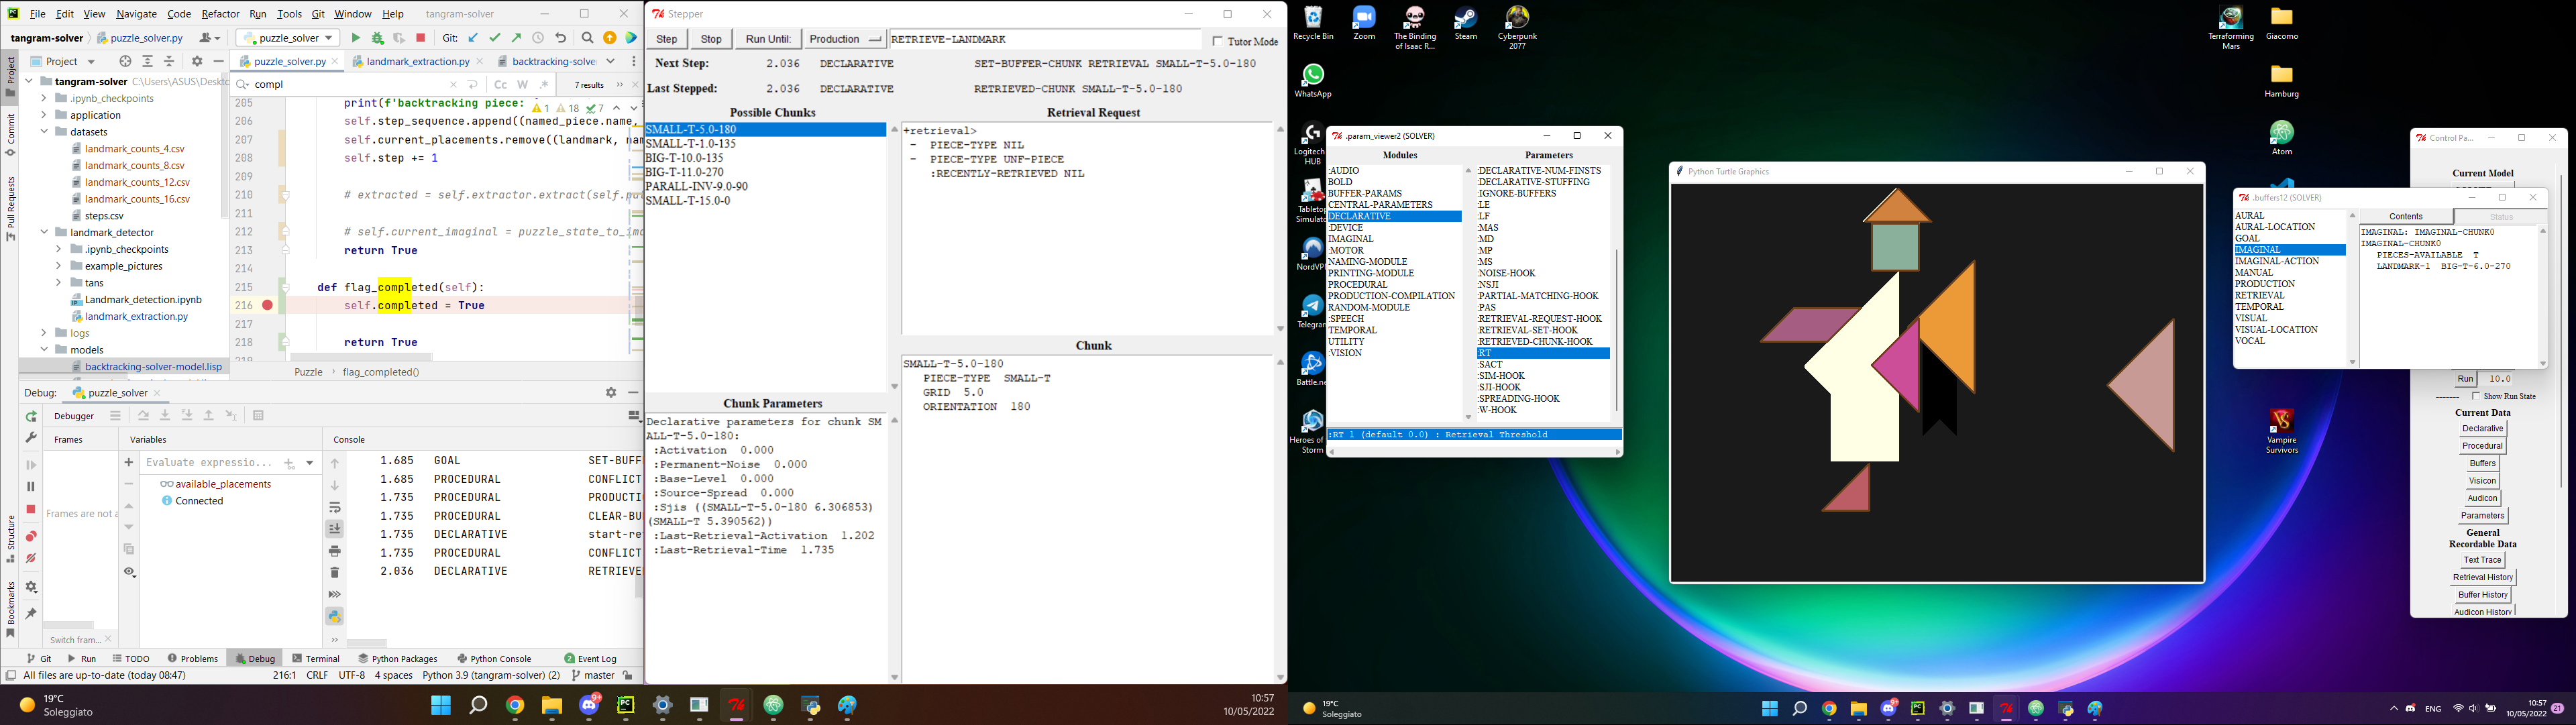 File Edit View Navigate Code Refactor Run Tools Git Window Help tangram-solver
tangram-solver puzzle_solver.py puzzle_solver Git:
Project puzzle_solver.py landmark_extraction.py backtracking-solve
tangram-solver C:\Users\ASUS\Desktc
.ipynb_checkpoints
application
datasets
landmark_counts_4.csv
landmark_counts_8.csv
landmark_counts_12.csv
landmark_counts_16.csv
steps.csv
landmark_detector
.ipynb_checkpoints
example_pictures
tans
Landmark_detection.ipynb
landmark_extraction.py
logs
models
backtracking-solver-model.lisp
Project
Commit
Pull Requests
Structure
Bookmarks
compl Cc W .* 7 results
1 18 7
205 print(f'backtracking piece:
206 self.step_sequence.append((named_piece.name,
207 self.current_placements.remove((landmark, nam
208 self.step += 1
209
210 # extracted = self.extractor.extract(self.pu
211
212 # self.current_imaginal = puzzle_state_to_ima
213 return True
214
215 def flag_completed(self):
216 self.completed = True
217
218 return True
Puzzle flag_completed()
Debug: puzzle_solver
Debugger
Frames Variables Console
Evaluate expressio...
available_placements
Connected
Frames are not a
Switch fram...
1.685 GOAL SET-BUFF
1.685 PROCEDURAL CONFLICT
1.735 PROCEDURAL PRODUCTI
1.735 PROCEDURAL CLEAR-BU
1.735 DECLARATIVE start-re
1.735 PROCEDURAL CONFLICT
2.036 DECLARATIVE RETRIEVE
Git Run TODO Problems Debug Terminal Python Packages Python Console 2 Event Log
All files are up-to-date (today 08:47) 216:1 CRLF UTF-8 4 spaces Python 3.9 (tangram-solver) (2) master
19°C
Soleggiato
10:57
10/05/2022
Stepper
Step Stop Run Until: Production RETRIEVE-LANDMARK Tutor Mode
Next Step: 2.036 DECLARATIVE SET-BUFFER-CHUNK RETRIEVAL SMALL-T-5.0-180
Last Stepped: 2.036 DECLARATIVE RETRIEVED-CHUNK SMALL-T-5.0-180
Possible Chunks
SMALL-T-5.0-180
SMALL-T-1.0-135
BIG-T-10.0-135
BIG-T-11.0-270
PARALL-INV-9.0-90
SMALL-T-15.0-0
Retrieval Request
+retrieval>
- PIECE-TYPE NIL
- PIECE-TYPE UNF-PIECE
:RECENTLY-RETRIEVED NIL
Chunk Parameters
Declarative parameters for chunk SM
ALL-T-5.0-180:
:Activation 0.000
:Permanent-Noise 0.000
:Base-Level 0.000
:Source-Spread 0.000
:Sjis ((SMALL-T-5.0-180 6.306853)
(SMALL-T 5.390562))
:Last-Retrieval-Activation 1.202
:Last-Retrieval-Time 1.735
Chunk
SMALL-T-5.0-180
PIECE-TYPE SMALL-T
GRID 5.0
ORIENTATION 180
Recycle Bin
Zoom
The Binding
of Isaac R...
Steam
Cyberpunk
2077
WhatsApp
Logitech
HUB
Tabletop
Simulato
NordVPN
Telegram
Battle.ne
Heroes of
Storm
.param_viewer2 (SOLVER)
Modules
:AUDIO
BOLD
BUFFER-PARAMS
CENTRAL-PARAMETERS
DECLARATIVE
:DEVICE
IMAGINAL
:MOTOR
NAMING-MODULE
PRINTING-MODULE
PROCEDURAL
PRODUCTION-COMPILATION
RANDOM-MODULE
:SPEECH
TEMPORAL
UTILITY
:VISION
Parameters
:DECLARATIVE-NUM-FINSTS
:DECLARATIVE-STUFFING
:IGNORE-BUFFERS
:LE
:LF
:MAS
:MD
:MP
:MS
:NOISE-HOOK
:NSJI
:PARTIAL-MATCHING-HOOK
:PAS
:RETRIEVAL-REQUEST-HOOK
:RETRIEVAL-SET-HOOK
:RETRIEVED-CHUNK-HOOK
:RT
:SACT
:SIM-HOOK
:SJI-HOOK
:SPREADING-HOOK
:W-HOOK
:RT 1 (default 0.0) : Retrieval Threshold
Python Turtle Graphics
Terraforming
Mars
Giacomo
Hamburg
Atom
Vampire
Survivors
.buffers12 (SOLVER)
AURAL
AURAL-LOCATION
GOAL
IMAGINAL
IMAGINAL-ACTION
MANUAL
PRODUCTION
RETRIEVAL
TEMPORAL
VISUAL
VISUAL-LOCATION
VOCAL
Contents Status
IMAGINAL: IMAGINAL-CHUNK0
IMAGINAL-CHUNK0
PIECES-AVAILABLE T
LANDMARK-1 BIG-T-6.0-270
Control Pa...
Current Model
Run 10.0
Show Run State
Current Data
Declarative
Procedural
Buffers
Visicon
Audicon
Parameters
General
Recordable Data
Text Trace
Retrieval History
Buffer History
Audicon History
19°C
Soleggiato
ENG
10:57
10/05/2022
21